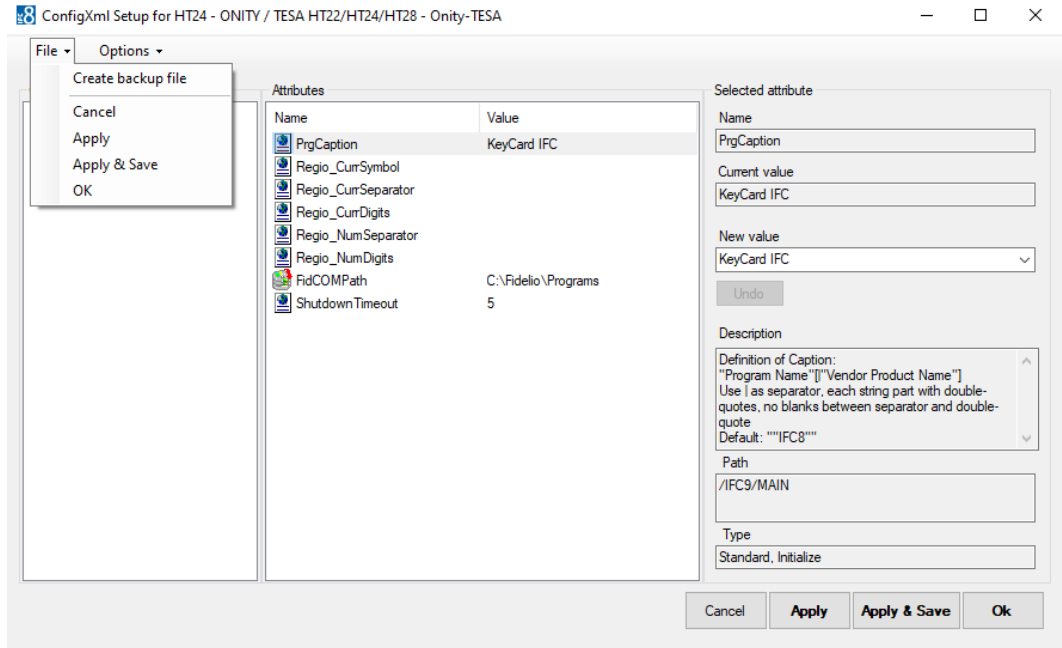 ConfigXml Setup for HT24 - ONITY / TESA HT22/HT24/HT28 - Onity-TESA
File
Options
Create backup file
Cancel
Apply
Apply & Save
OK
Attributes
Name Value
PrgCaption KeyCard IFC
Regio_CurrSymbol
Regio_CurrSeparator
Regio_CurrDigits
Regio_NumSeparator
Regio_NumDigits
FidCOMPath C:\Fidelio\Programs
ShutdownTimeout 5
Selected attribute
Name
PrgCaption
Current value
KeyCard IFC
New value
KeyCard IFC
Undo
Description
Definition of Caption:
"Program Name"[|"Vendor Product Name"]
Use | as separator, each string part with double-
quotes, no blanks between separator and double-
quote
Default: ""IFC8""
Path
/IFC9/MAIN
Type
Standard, Initialize
Cancel
Apply
Apply & Save
Ok